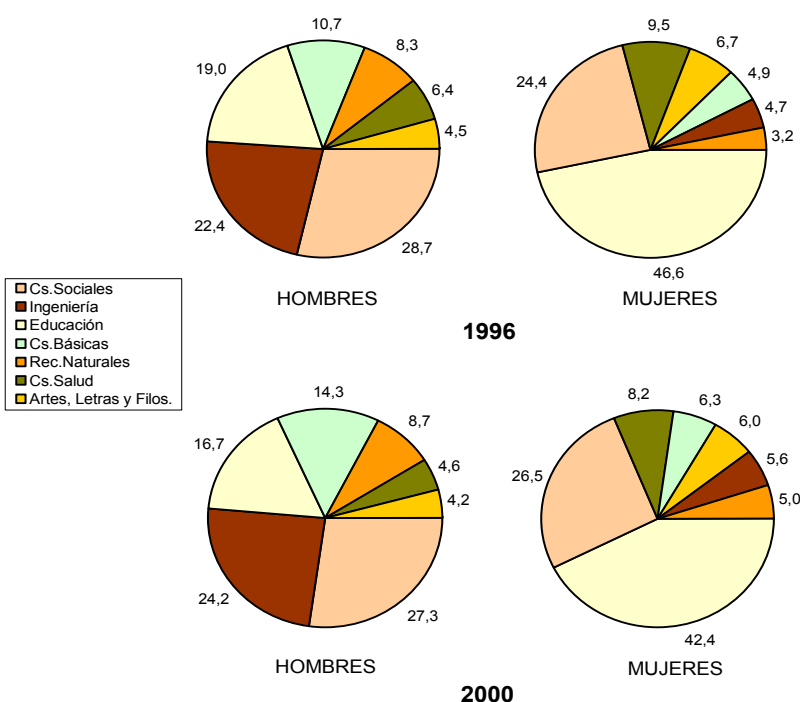 10,7
8,3
19,0
6,4
4,5
22,4
28,7
HOMBRES
9,5
6,7
24,4
4,9
4,7
3,2
46,6
MUJERES
1996
Cs.Sociales
Ingeniería
Educación
Cs.Básicas
Rec.Naturales
Cs.Salud
Artes, Letras y Filos.
14,3
8,7
16,7
4,6
4,2
24,2
27,3
HOMBRES
8,2
6,3
6,0
26,5
5,6
5,0
42,4
MUJERES
2000